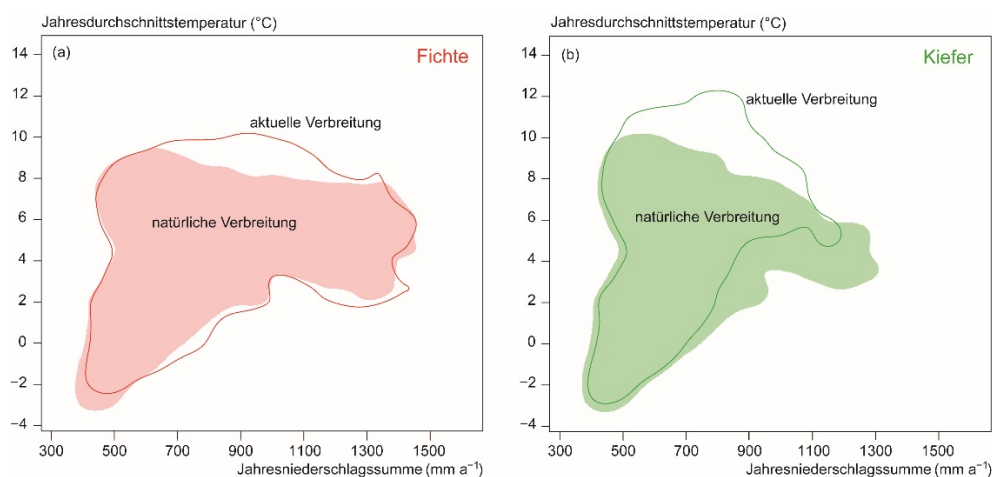 Jahresdurchschnittstemperatur (°C)
(a)
Fichte
aktuelle Verbreitung
natürliche Verbreitung
14
12
10
8
6
4
2
0
−2
−4
300 500 700 900 1100 1300 1500
Jahresniederschlagssumme (mm a⁻¹)
Jahresdurchschnittstemperatur (°C)
(b)
Kiefer
aktuelle Verbreitung
natürliche Verbreitung
14
12
10
8
6
4
2
0
−2
−4
300 500 700 900 1100 1300 1500
Jahresniederschlagssumme (mm a⁻¹)